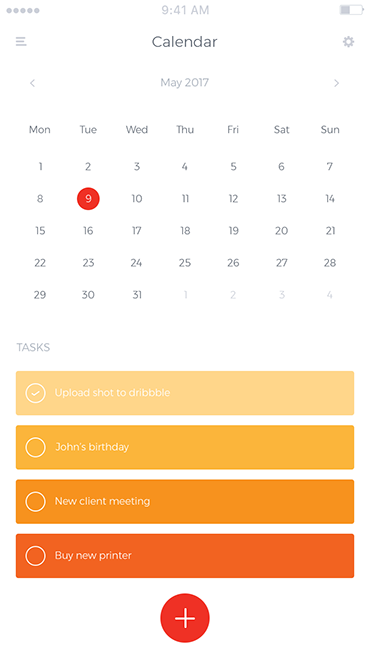 9:41 AM
Calendar
May 2017
Mon Tue Wed Thu Fri Sat Sun
1 2 3 4 5 6 7
8 9 10 11 12 13 14
15 16 17 18 19 20 21
22 23 24 25 26 27 28
29 30 31 1 2 3 4
TASKS
Upload shot to dribbble
John's birthday
New client meeting
Buy new printer